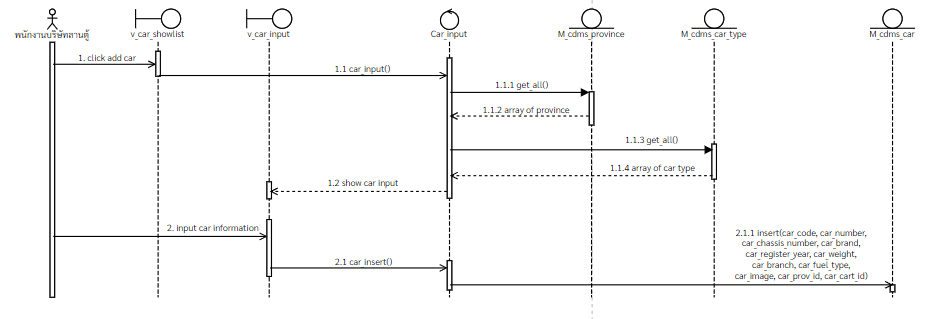 พนักงานบริษัทลานตู้
v_car_showlist
v_car_input
Car_input
M_cdms_province
M_cdms_car_type
M_cdms_car
1. click add car
1.1 car_input()
1.1.1 get_all()
1.1.2 array of province
1.1.3 get_all()
1.1.4 array of car type
1.2 show car input
2. input car information
2.1 car_insert()
2.1.1 insert(car_code, car_number,
car_chassis_number, car_brand,
car_register_year, car_weight,
car_branch, car_fuel_type,
car_image, car_prov_id, car_cart_id)